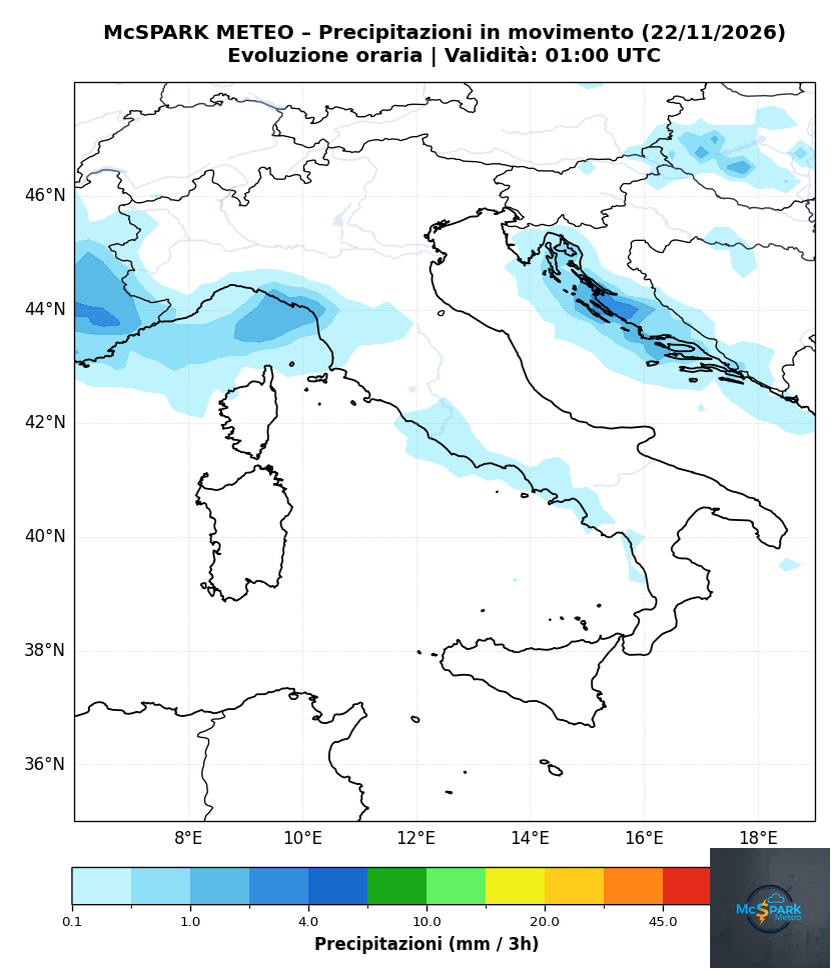 McSPARK METEO – Precipitazioni in movimento (22/11/2026)
Evoluzione oraria | Validità: 01:00 UTC
46°N
44°N
42°N
40°N
38°N
36°N
8°E 10°E 12°E 14°E 16°E 18°E
0.1 1.0 4.0 10.0 20.0 45.0
Precipitazioni (mm / 3h)
McSPARK
Meteo